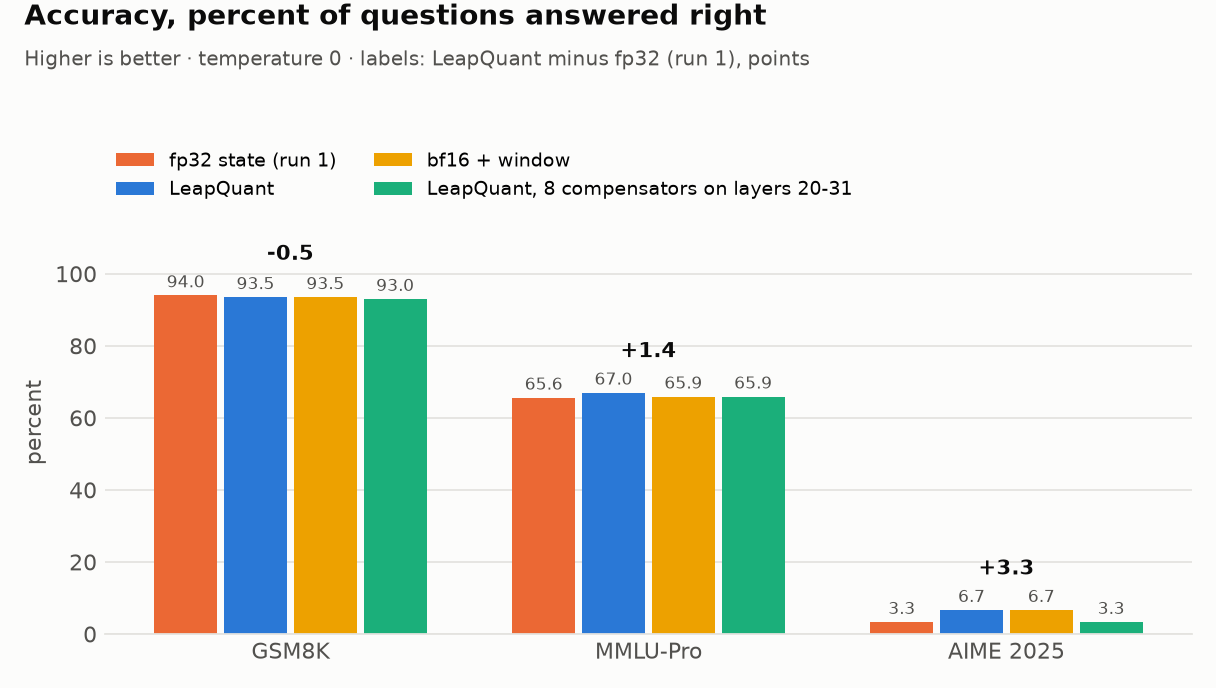 Accuracy, percent of questions answered right
Higher is better · temperature 0 · labels: LeapQuant minus fp32 (run 1), points
fp32 state (run 1)
LeapQuant
bf16 + window
LeapQuant, 8 compensators on layers 20-31
percent
100
80
60
40
20
0
-0.5
94.0 93.5 93.5 93.0
+1.4
65.6 67.0 65.9 65.9
+3.3
3.3 6.7 6.7 3.3
GSM8K MMLU-Pro AIME 2025